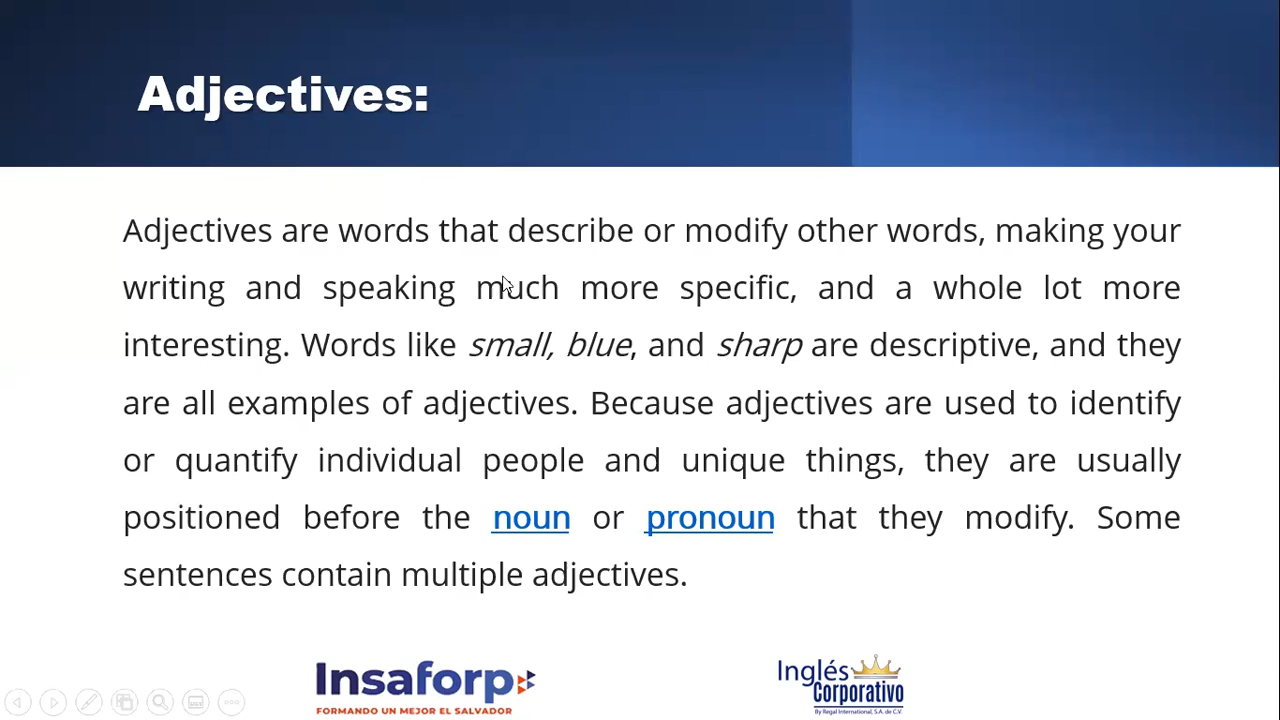 Adjectives:
Adjectives are words that describe or modify other words, making your
writing and speaking much more specific, and a whole lot more
interesting. Words like small, blue, and sharp are descriptive, and they
are all examples of adjectives. Because adjectives are used to identify
or quantify individual people and unique things, they are usually
positioned before the noun or pronoun that they modify. Some
sentences contain multiple adjectives.
Insaforp
FORMANDO UN MEJOR EL SALVADOR
Inglés
Corporativo
By Regal International, S.A. de C.V.